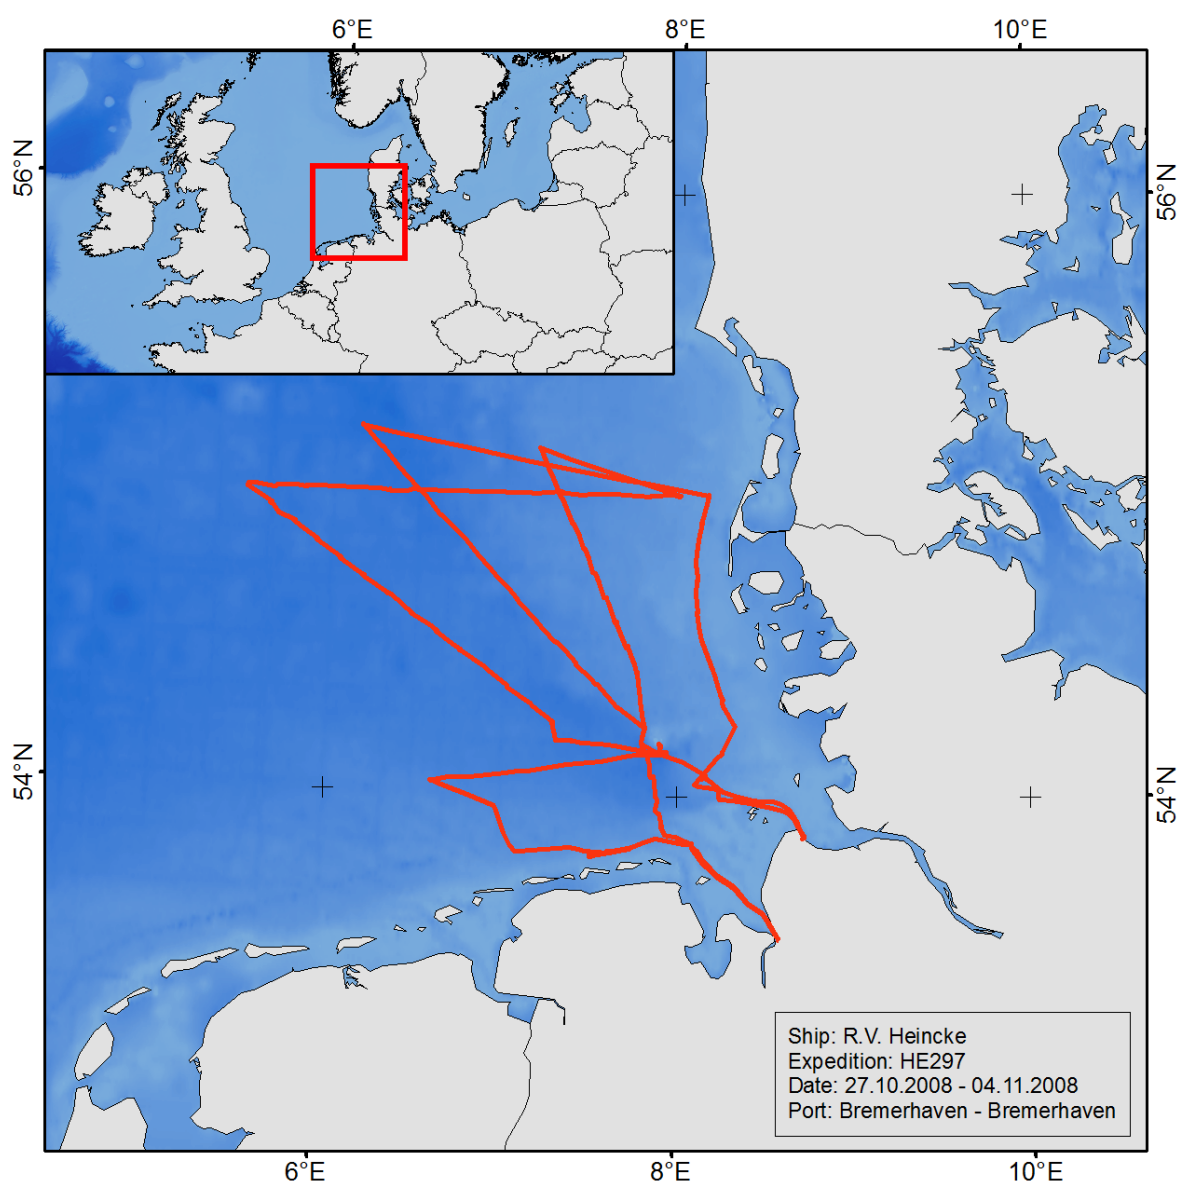 6°E 8°E 10°E
56°N
56°N
54°N
54°N
Ship: R.V. Heincke
Expedition: HE297
Date: 27.10.2008 - 04.11.2008
Port: Bremerhaven - Bremerhaven
6°E 8°E 10°E